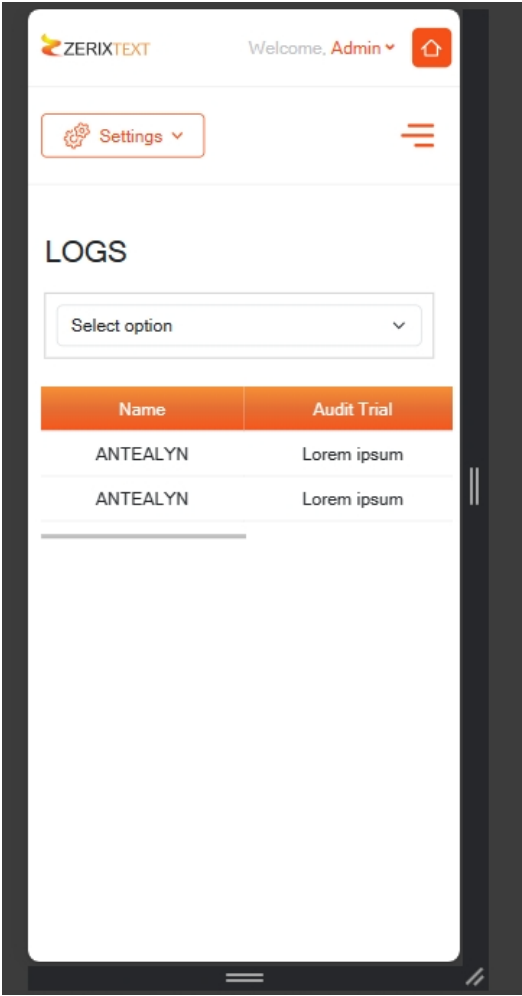 ZERIXTEXT
Welcome, Admin
Settings
LOGS
Select option
Name Audit Trial
ANTEALYN Lorem ipsum
ANTEALYN Lorem ipsum